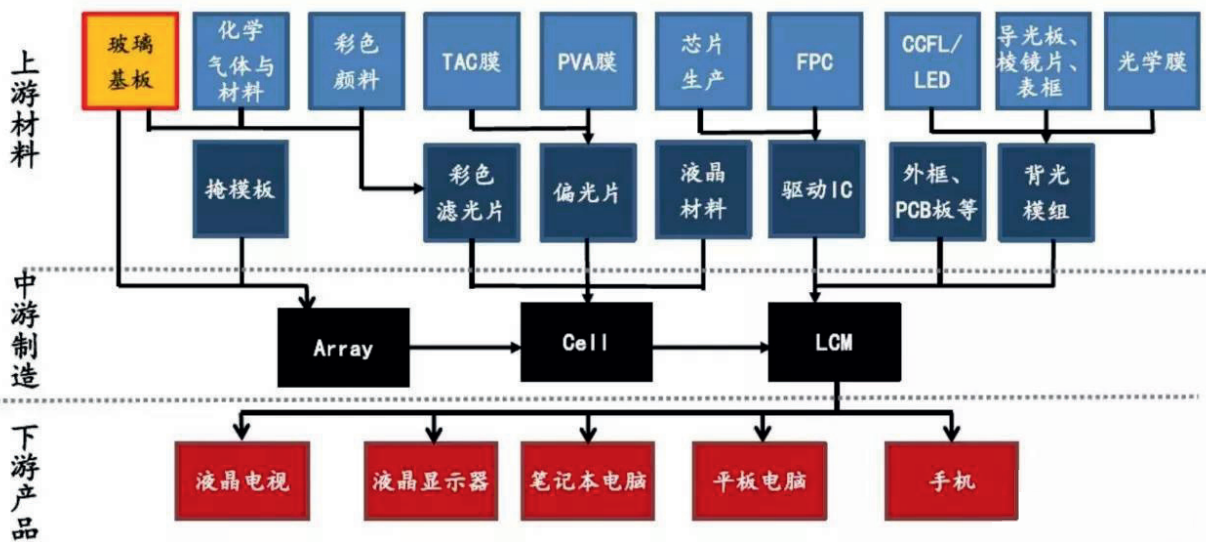 上游材料
玻璃
基板
化学
气体与
材料
彩色
颜料
TAC膜
PVA膜
芯片
生产
FPC
CCFL/
LED
导光板、
棱镜片、
表框
光学膜
掩模板
彩色
滤光片
偏光片
液晶
材料
驱动IC
外框、
PCB板等
背光
模组
中游制造
Array
Cell
LCM
下游产品
液晶电视
液晶显示器
笔记本电脑
平板电脑
手机